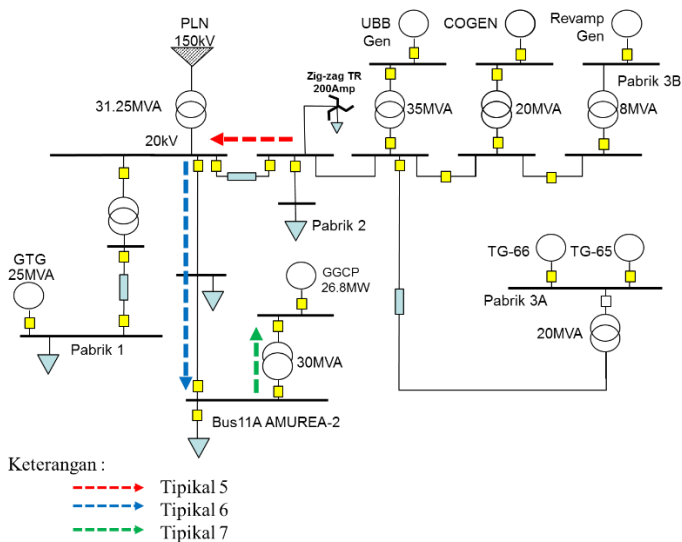 PLN
150kV
UBB
Gen
COGEN
Revamp
Gen
Zig-zag TR
200Amp
Pabrik 3B
31.25MVA
35MVA
20MVA
8MVA
20kV
Pabrik 2
GTG
25MVA
GGCP
26.8MW
TG-66
TG-65
Pabrik 3A
20MVA
Pabrik 1
30MVA
Bus11A AMUREA-2
Keterangan :
Tipikal 5
Tipikal 6
Tipikal 7